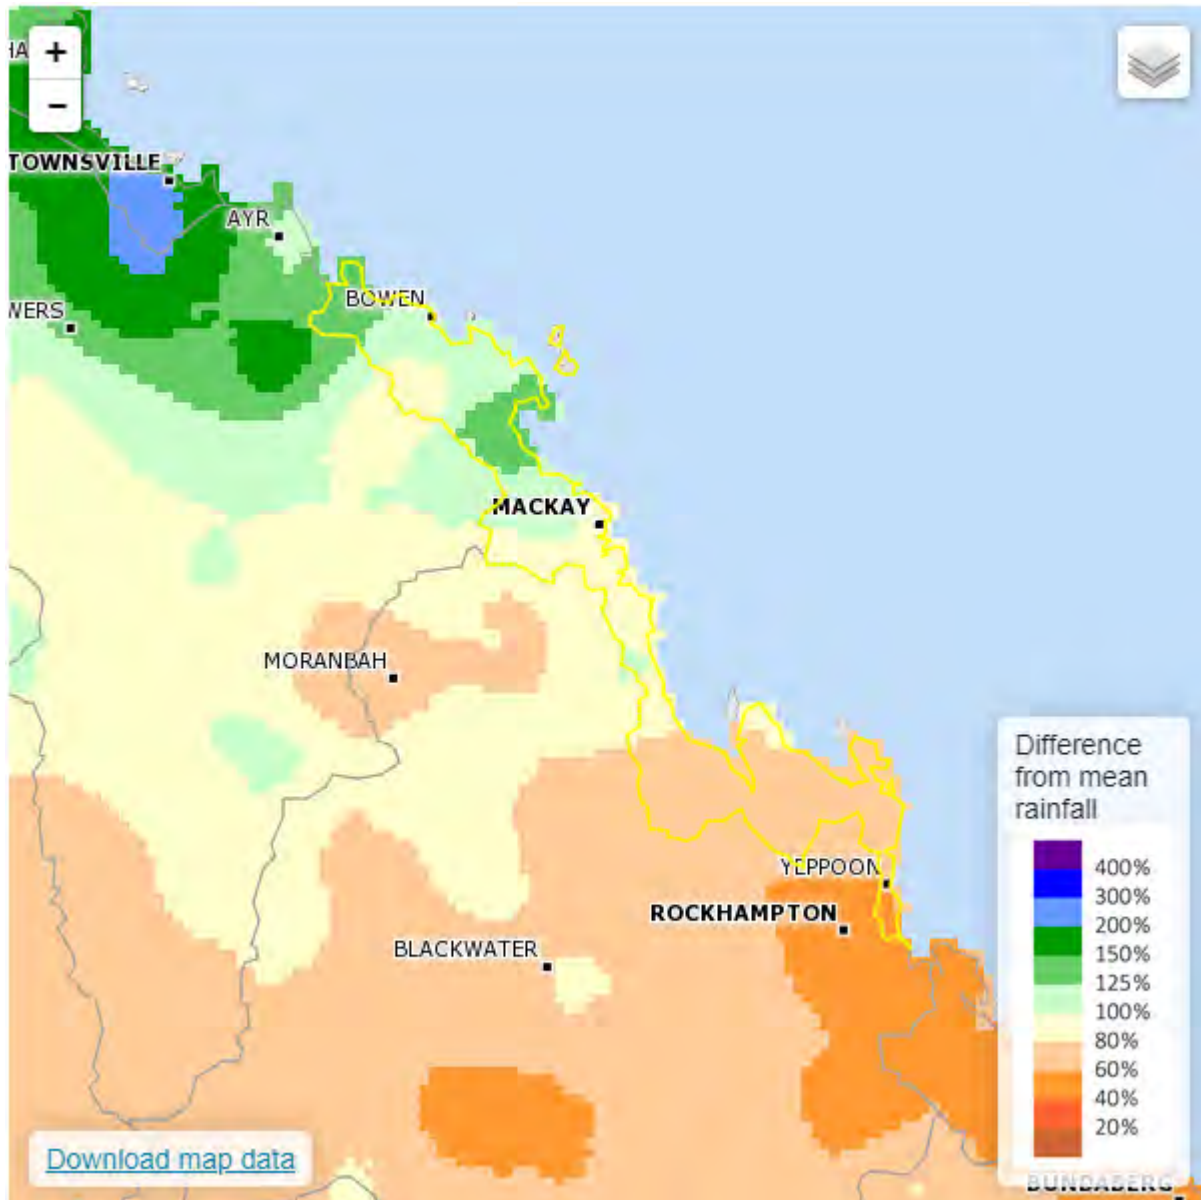 HA
+
−
TOWNSVILLE
AYR
BOWEN
WERS
MACKAY
MORANBAH
Difference
from mean
rainfall
400%
300%
200%
150%
125%
100%
80%
60%
40%
20%
YEPPOON
ROCKHAMPTON
BLACKWATER
Download map data
BUNDABERG